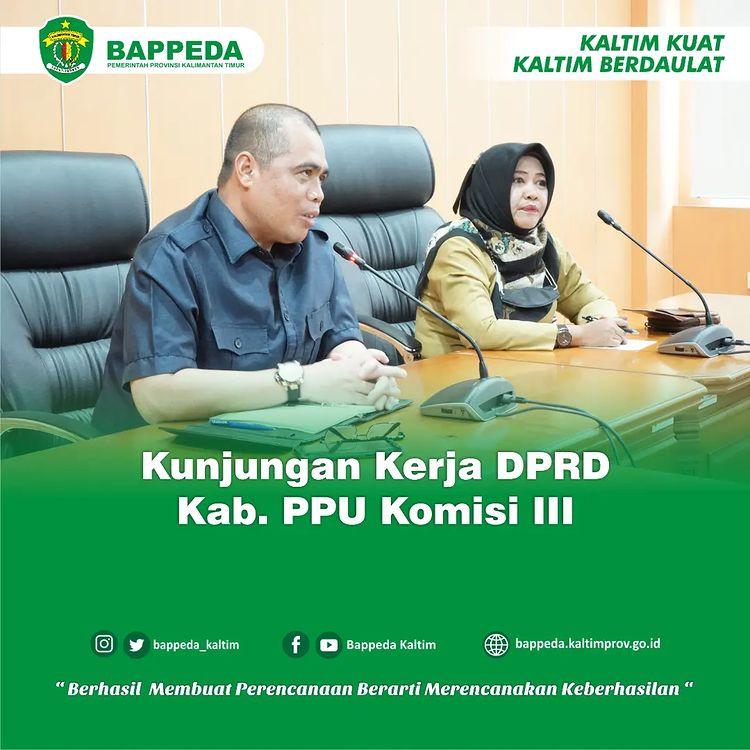 BAPPEDA
PEMERINTAH PROVINSI KALIMANTAN TIMUR
KALTIM KUAT
KALTIM BERDAULAT
Kunjungan Kerja DPRD
Kab. PPU Komisi III
bappeda_kaltim
Bappeda Kaltim
bappeda.kaltimprov.go.id
“ Berhasil Membuat Perencanaan Berarti Merencanakan Keberhasilan “